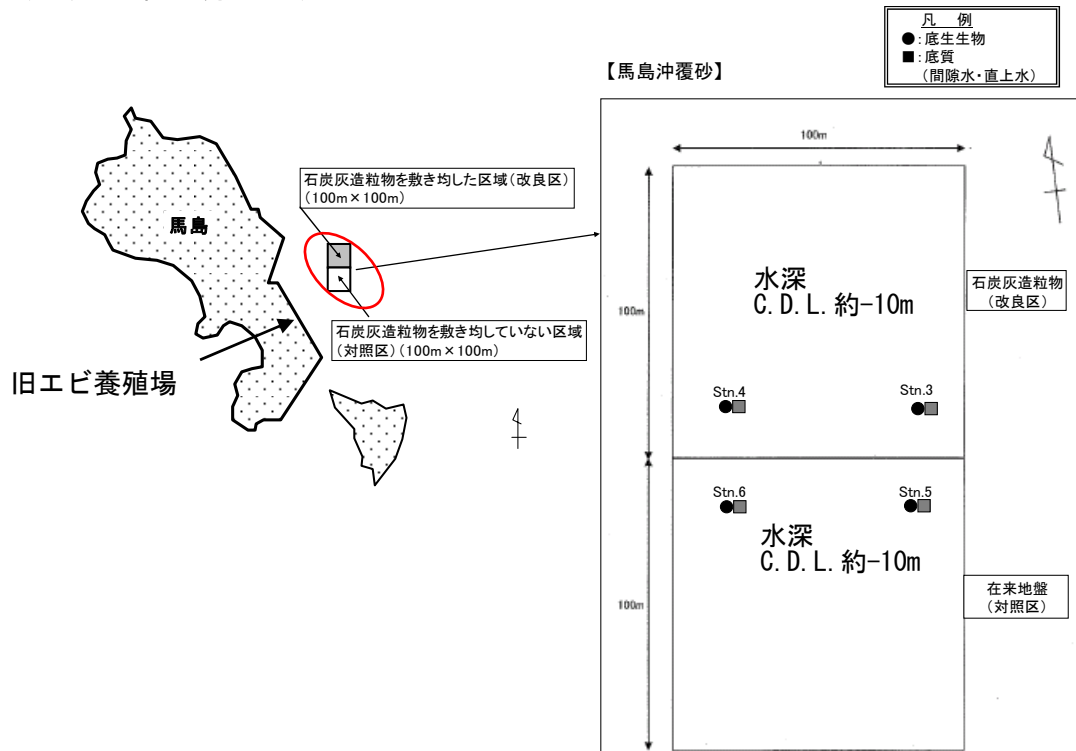 凡 例
●:底生生物
■:底質
(間隙水・直上水)
【馬島沖覆砂】
100m
石炭灰造粒物を敷き均した区域(改良区)
(100m×100m)
馬島
石炭灰造粒物を敷き均していない区域
(対照区)(100m×100m)
旧エビ養殖場
100m
水深
C.D.L.約-10m
石炭灰造粒物
(改良区)
Stn.4
Stn.3
Stn.6
Stn.5
水深
C.D.L.約-10m
100m
在来地盤
(対照区)